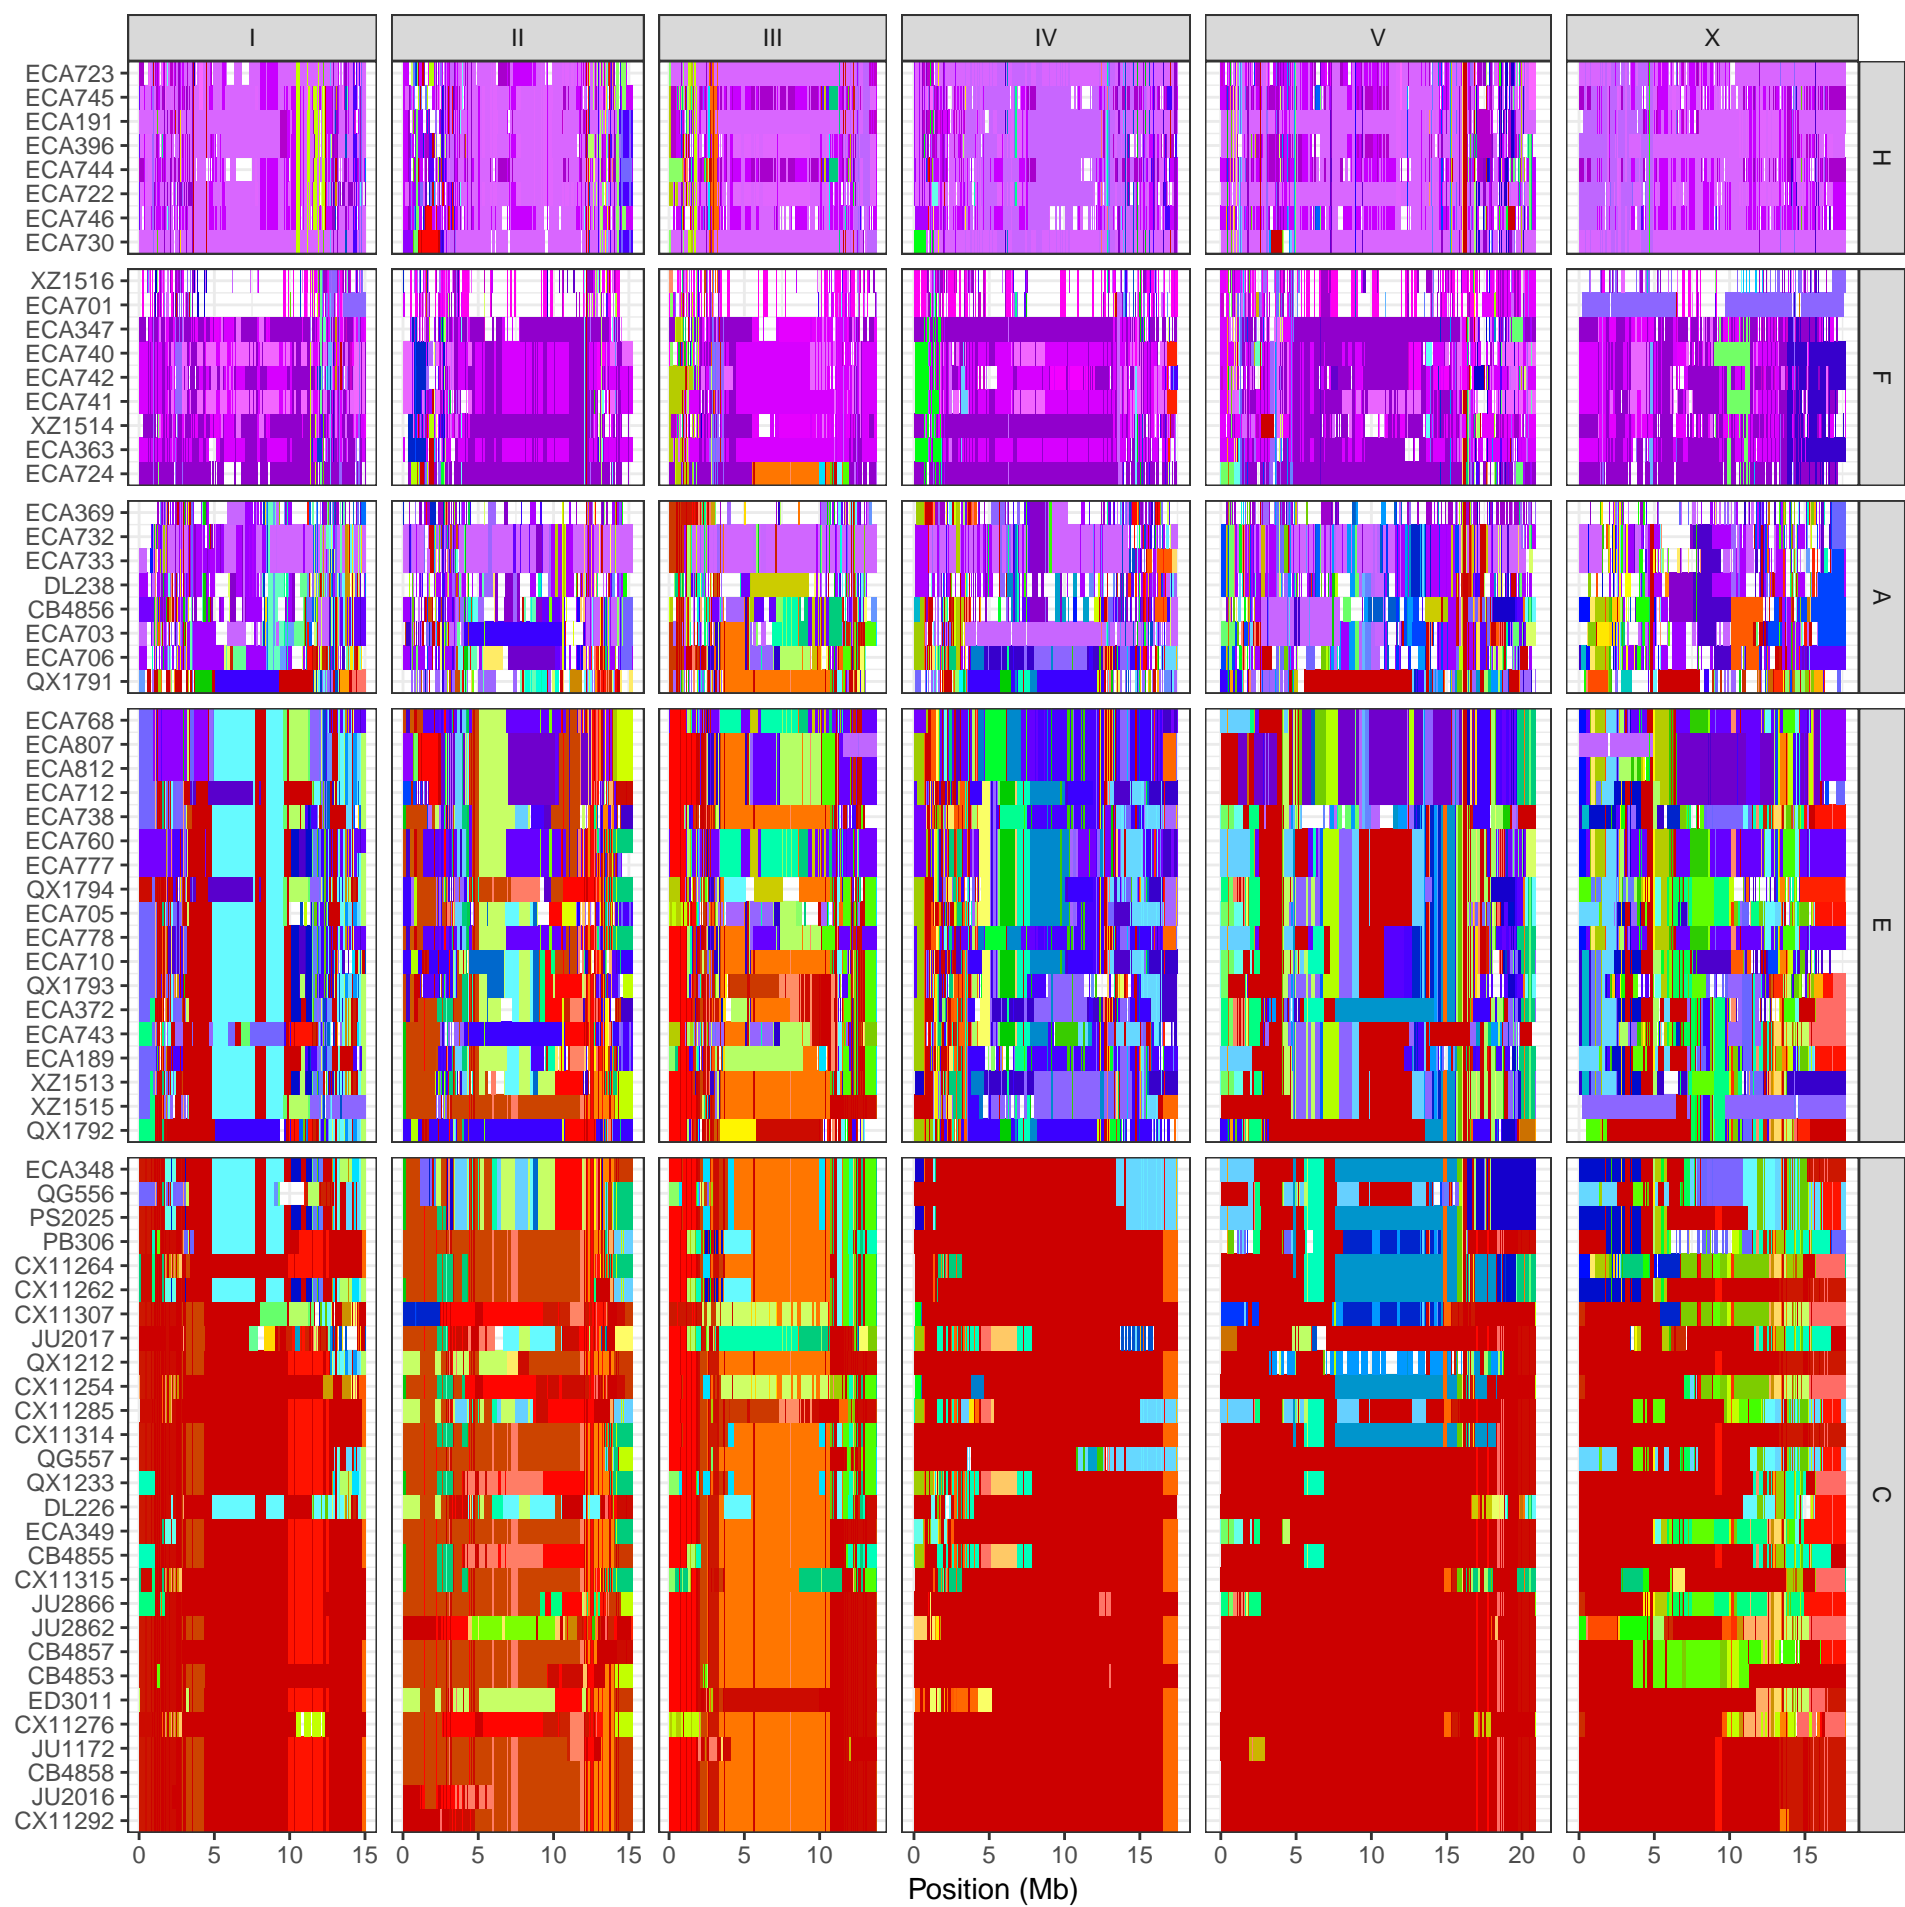 I II III IV V X
ECA723
ECA745
ECA191
ECA396
ECA744
ECA722
ECA746
ECA730
H
XZ1516
ECA701
ECA347
ECA740
ECA742
ECA741
XZ1514
ECA363
ECA724
F
ECA369
ECA732
ECA733
DL238
CB4856
ECA703
ECA706
QX1791
A
ECA768
ECA807
ECA812
ECA712
ECA738
ECA760
ECA777
QX1794
ECA705
ECA778
ECA710
QX1793
ECA372
ECA743
ECA189
XZ1513
XZ1515
QX1792
E
ECA348
QG556
PS2025
PB306
CX11264
CX11262
CX11307
JU2017
QX1212
CX11254
CX11285
CX11314
QG557
QX1233
DL226
ECA349
CB4855
CX11315
JU2866
JU2862
CB4857
CB4853
ED3011
CX11276
JU1172
CB4858
JU2016
CX11292
C
0 5 10 15 0 5 10 15 0 5 10 0 5 10 15 0 5 10 15 20 0 5 10 15
Position (Mb)